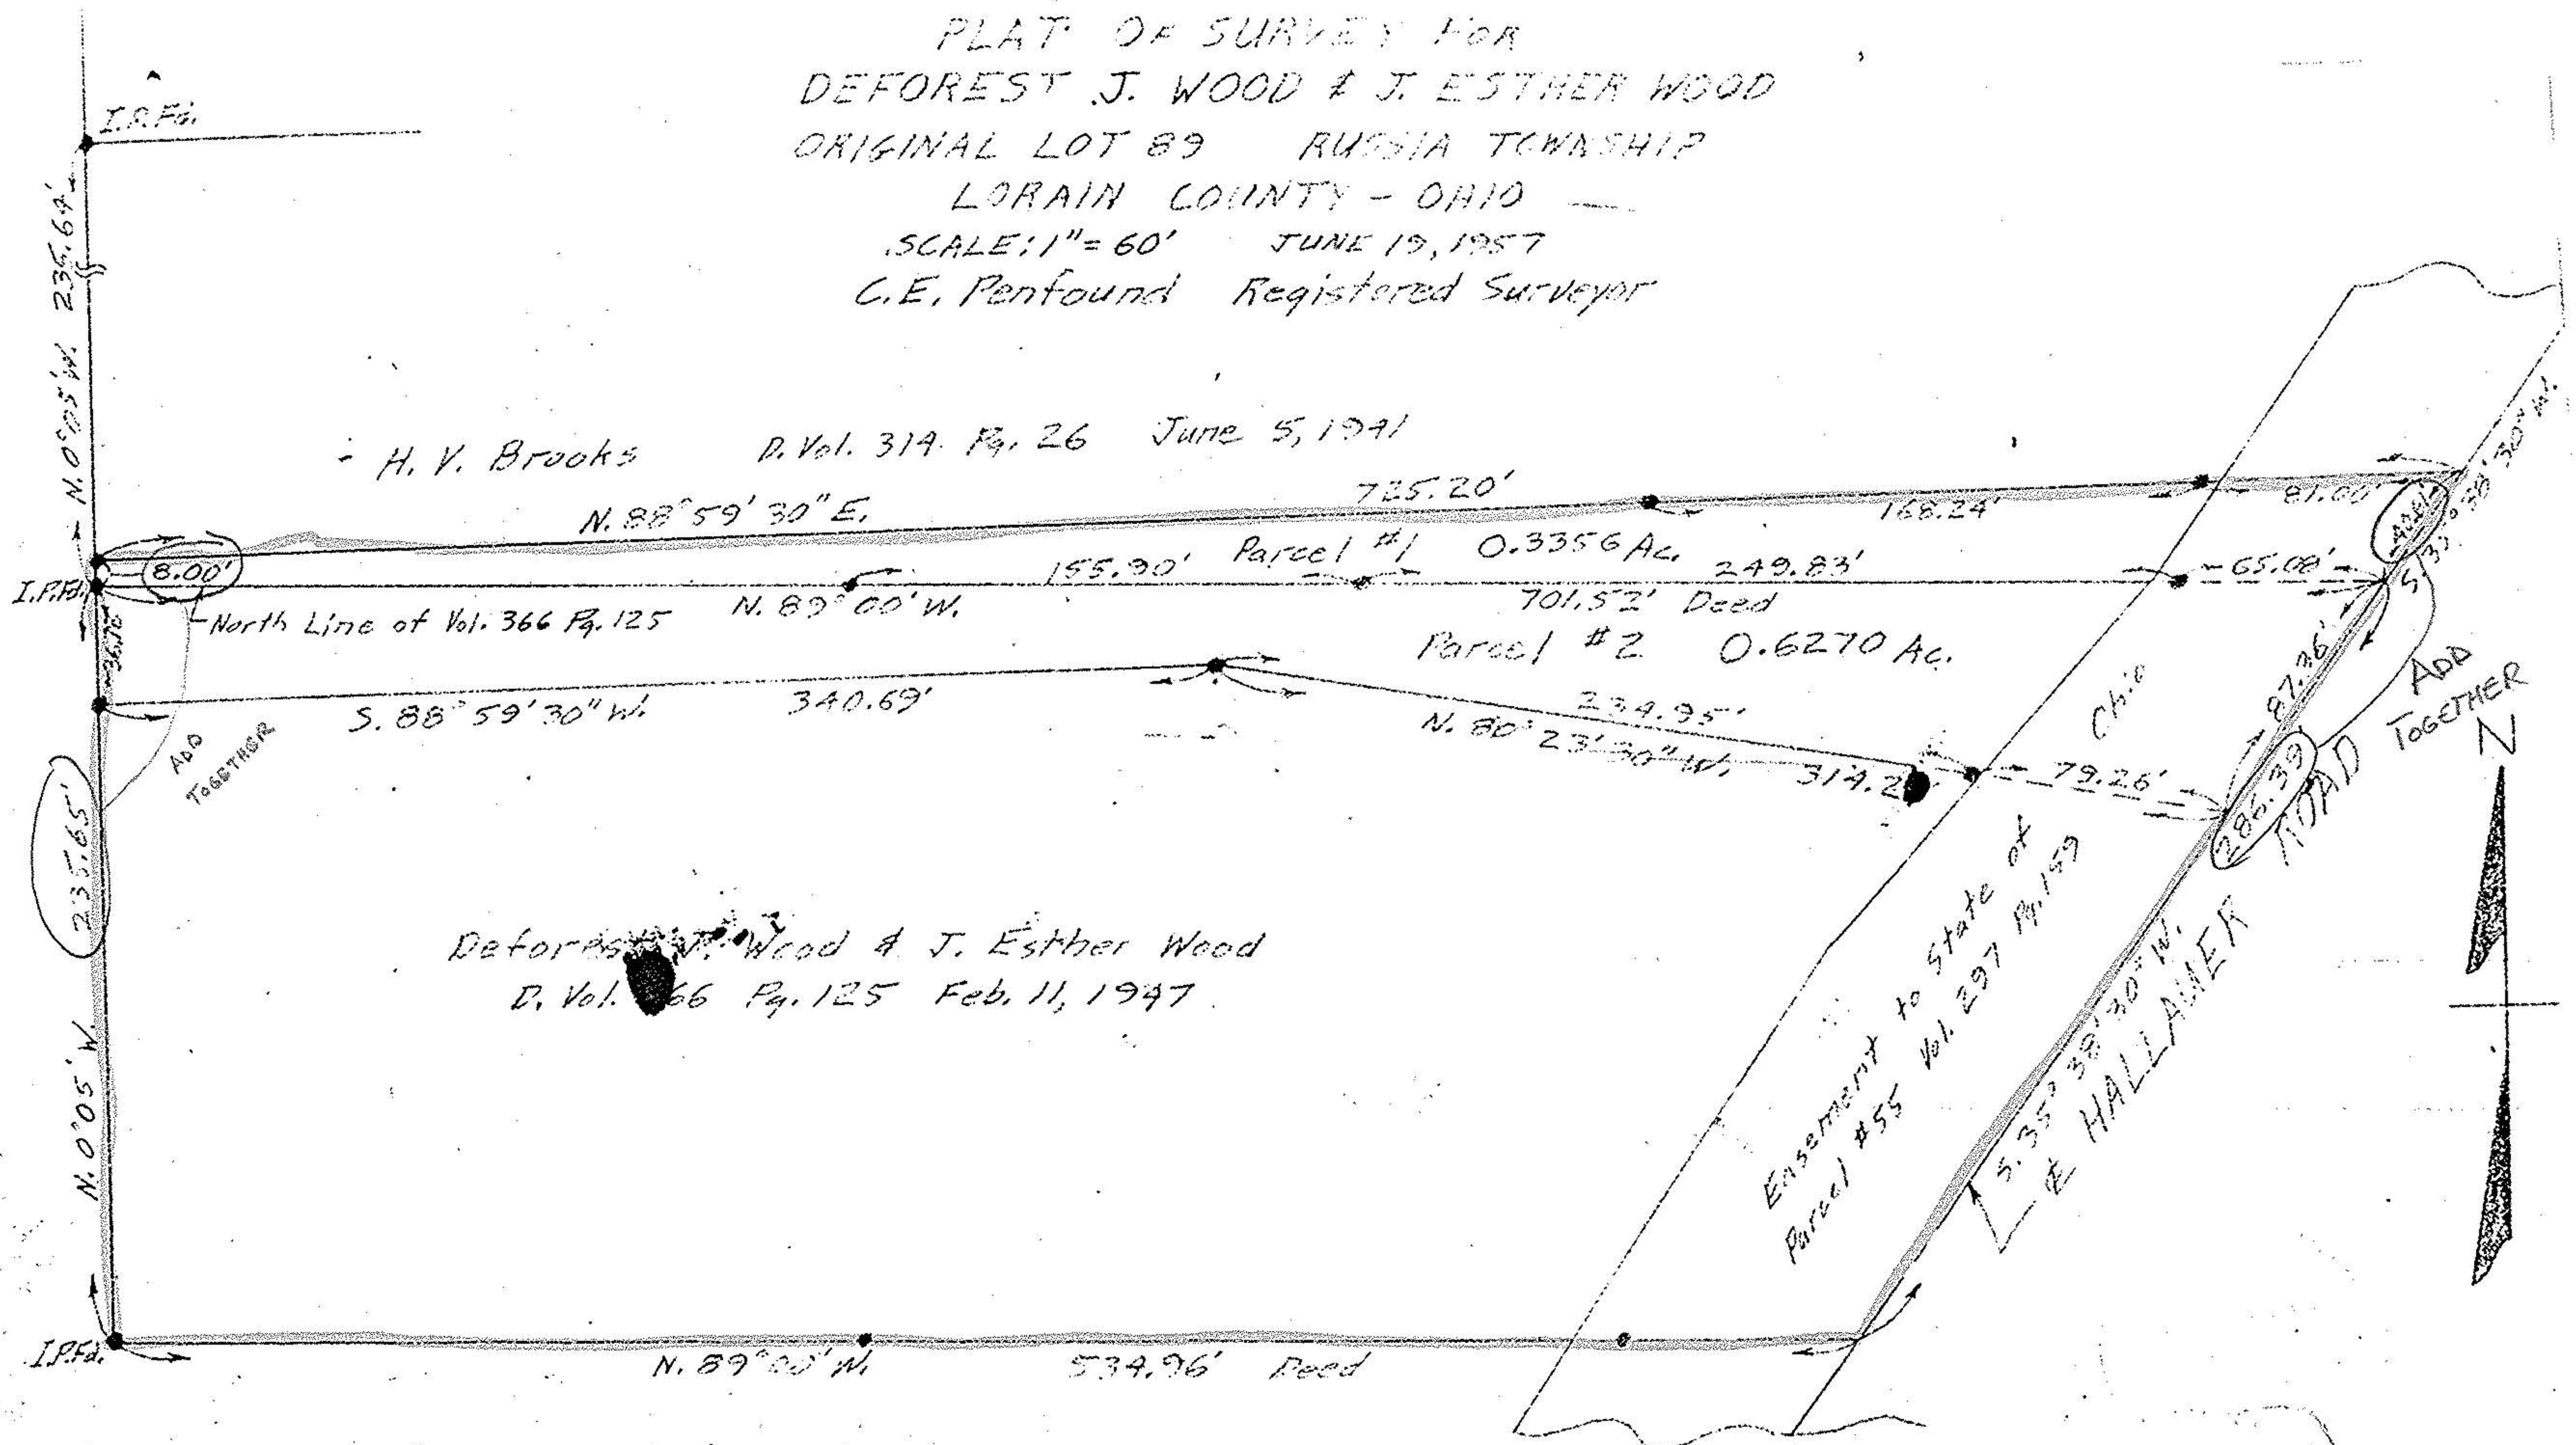 PLAT OF SURVEY FOR
DEFOREST J. WOOD & J. ESTHER WOOD
ORIGINAL LOT 89 RUSSIA TOWNSHIP
LORAIN COUNTY - OHIO
SCALE: 1" = 60' JUNE 19, 1957
C.E. Penfound Registered Surveyor
I.P.Fd.
N. 0°05' W. 235.64'
H. V. Brooks D. Vol. 314 Pg. 26 June 5, 1941
N. 88°59'30" E. 725.20'
168.24'
81.00'
8.00'
I.P.Fd.
155.90'
Parcel #1 0.3356 Ac.
249.83'
65.08'
North Line of Vol. 366 Pg. 125
N. 89°00' W.
701.52' Deed
36.72
Parcel #2 0.6270 Ac.
S. 88°59'30" W. 340.69'
234.95'
N. 80°23'30" W. 314.2
79.26'
87.36'
ADD
TOGETHER
ADD
TOGETHER
N
235.65'
286.39
N. 0°05' W.
Deforest J. Wood & J. Esther Wood
D. Vol. 66 Pg. 125 Feb. 11, 1947
Easement to State of Ohio
Parcel #55 Vol. 297 Pg. 159
S. 35°38'30" W.
℄ HALLAUER ROAD
I.P.Fd.
N. 89°00' W. 534.96' Deed